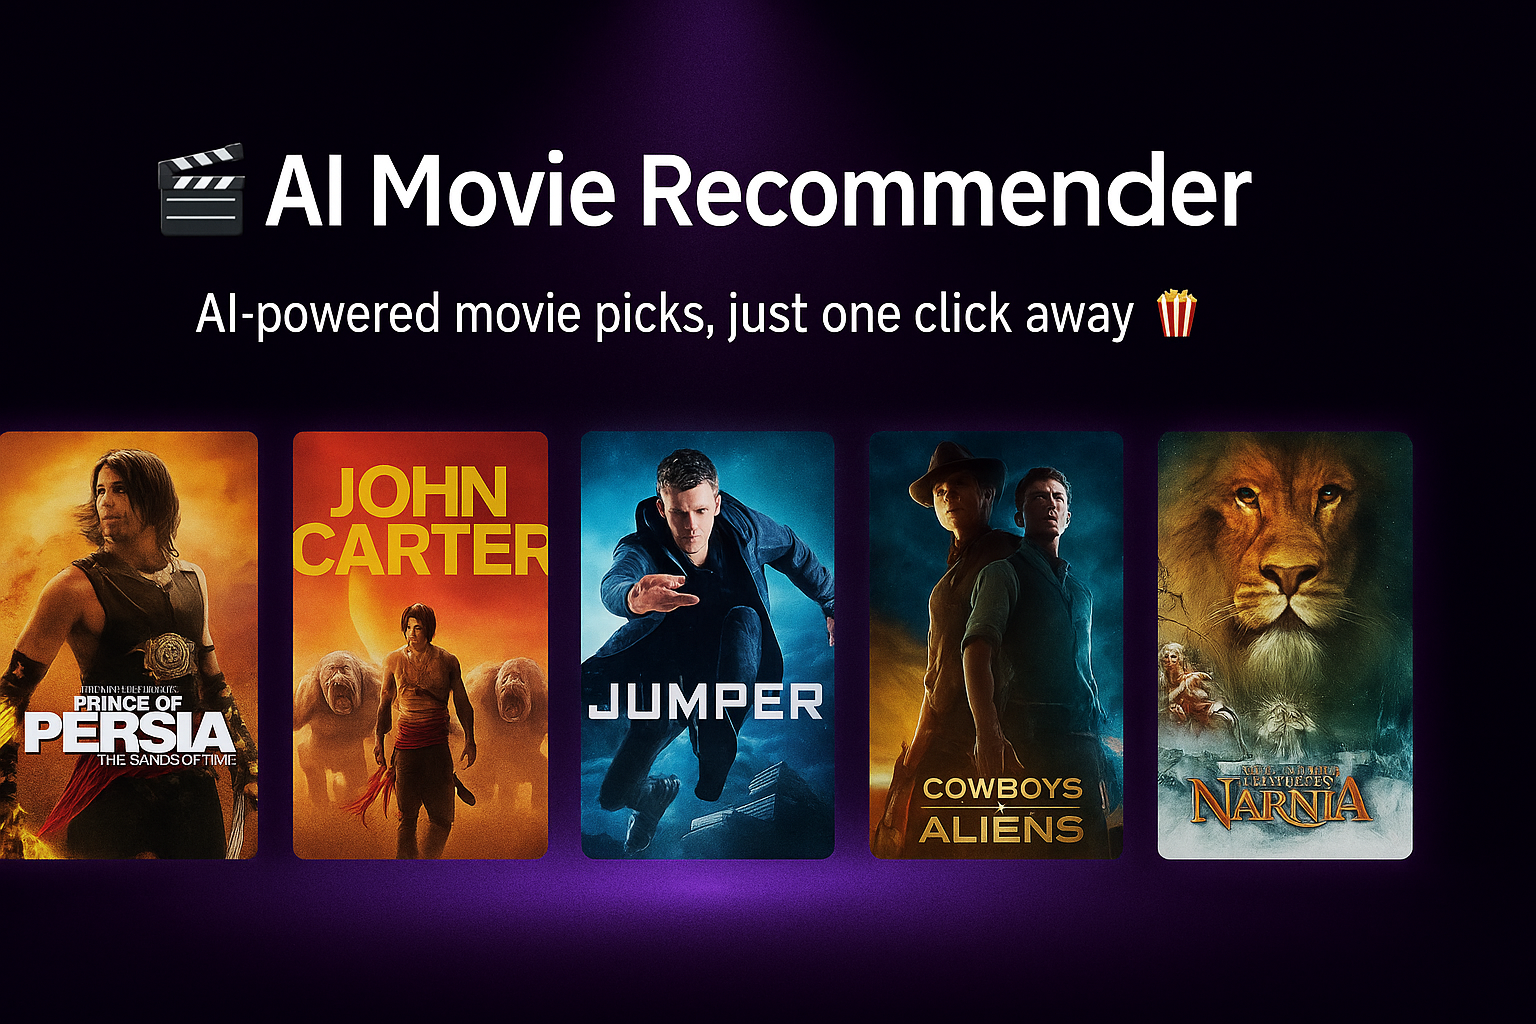 AI Movie Recommender
AI-powered movie picks, just one click away
PRINCE OF
PERSIA
THE SANDS OF TIME
JOHN
CARTER
JUMPER
COWBOYS
ALIENS
NARNIA